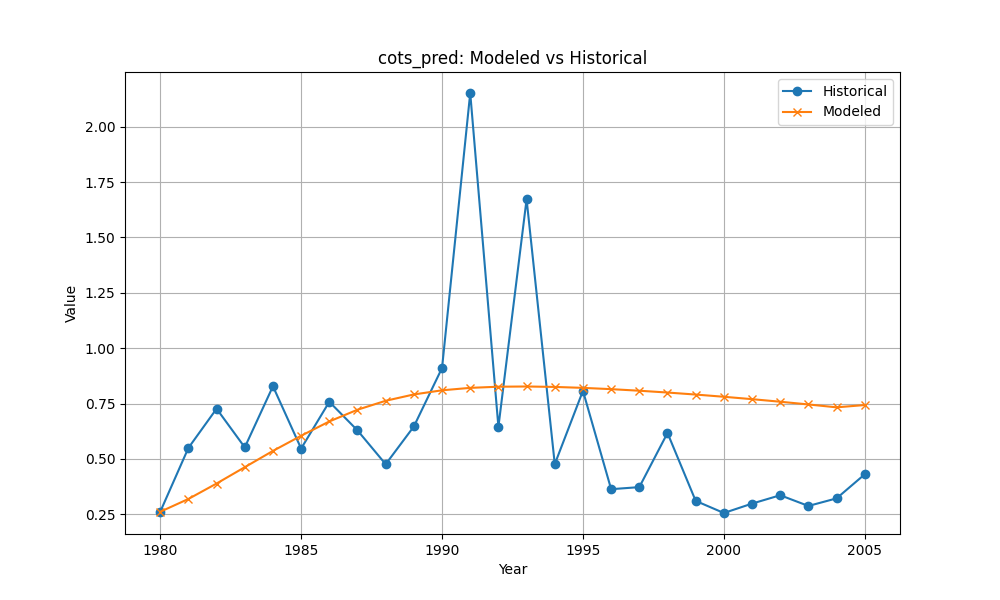 cots_pred: Modeled vs Historical
Historical
Modeled
Value
2.00
1.75
1.50
1.25
1.00
0.75
0.50
0.25
1980 1985 1990 1995 2000 2005
Year